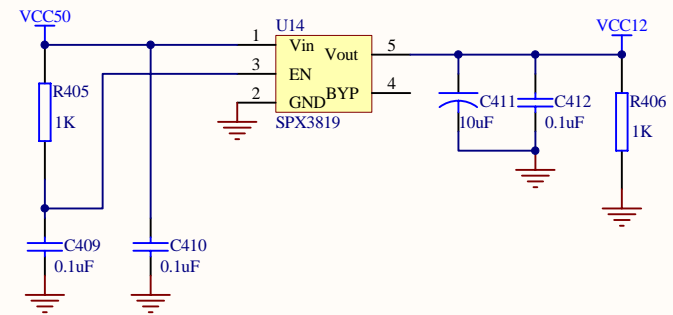 VCC50
U14
VCC12
1
Vin
Vout
5
3
EN
BYP
4
2
GND
SPX3819
R405
1K
C411
10uF
C412
0.1uF
R406
1K
C409
0.1uF
C410
0.1uF